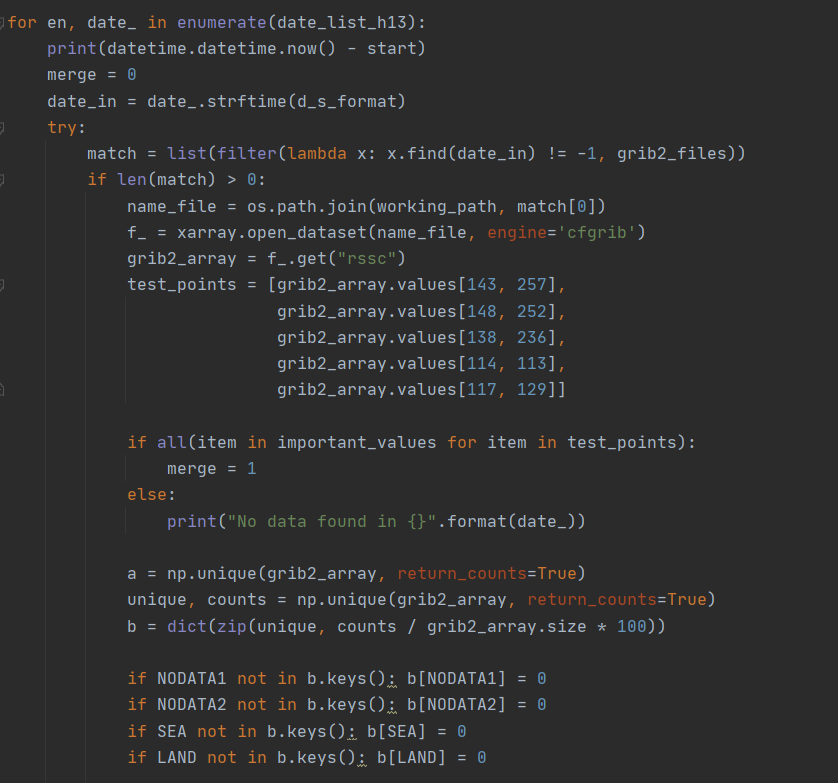 for en, date_ in enumerate(date_list_h13):
    print(datetime.datetime.now() - start)
    merge = 0
    date_in = date_.strftime(d_s_format)
    try:
        match = list(filter(lambda x: x.find(date_in) != -1, grib2_files))
        if len(match) > 0:
            name_file = os.path.join(working_path, match[0])
            f_ = xarray.open_dataset(name_file, engine='cfgrib')
            grib2_array = f_.get("rssc")
            test_points = [grib2_array.values[143, 257],
                           grib2_array.values[148, 252],
                           grib2_array.values[138, 236],
                           grib2_array.values[114, 113],
                           grib2_array.values[117, 129]]
            if all(item in important_values for item in test_points):
                merge = 1
            else:
                print("No data found in {}".format(date_))
            a = np.unique(grib2_array, return_counts=True)
            unique, counts = np.unique(grib2_array, return_counts=True)
            b = dict(zip(unique, counts / grib2_array.size * 100))
            if NODATA1 not in b.keys(): b[NODATA1] = 0
            if NODATA2 not in b.keys(): b[NODATA2] = 0
            if SEA not in b.keys(): b[SEA] = 0
            if LAND not in b.keys(): b[LAND] = 0